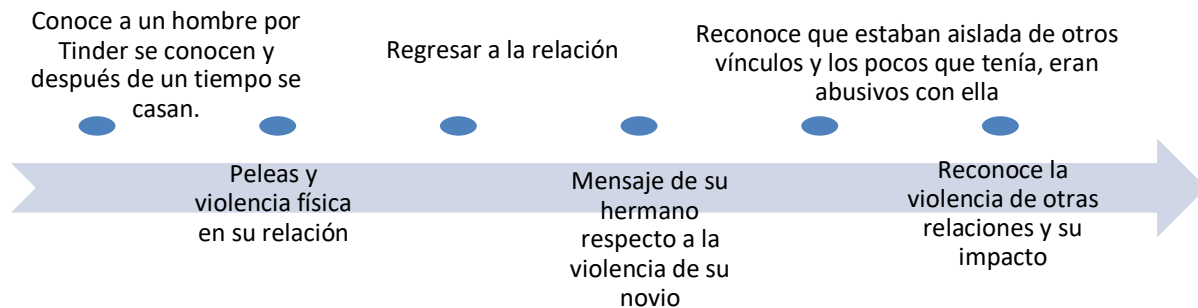 Conoce a un hombre por
Tinder se conocen y
después de un tiempo se
casan.
Peleas y
violencia física
en su relación
Regresar a la relación
Mensaje de su
hermano
respecto a la
violencia de su
novio
Reconoce que estaban aislada de otros
vínculos y los pocos que tenía, eran
abusivos con ella
Reconoce la
violencia de otras
relaciones y su
impacto